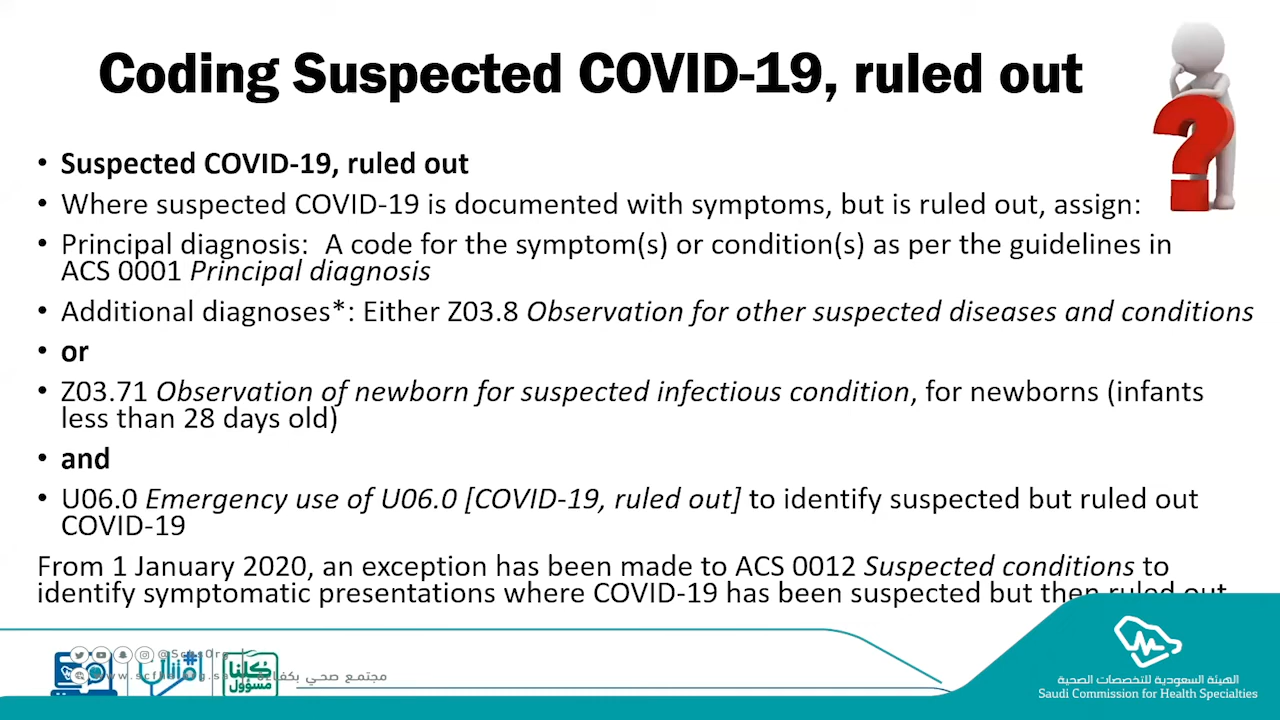 Coding Suspected COVID-19, ruled out
• Suspected COVID-19, ruled out
• Where suspected COVID-19 is documented with symptoms, but is ruled out, assign:
• Principal diagnosis: A code for the symptom(s) or condition(s) as per the guidelines in
ACS 0001 Principal diagnosis
• Additional diagnoses*: Either Z03.8 Observation for other suspected diseases and conditions
• or
• Z03.71 Observation of newborn for suspected infectious condition, for newborns (infants
less than 28 days old)
• and
• U06.0 Emergency use of U06.0 [COVID-19, ruled out] to identify suspected but ruled out
COVID-19
From 1 January 2020, an exception has been made to ACS 0012 Suspected conditions to
identify symptomatic presentations where COVID-19 has been suspected but then ruled out
كلنا
مسؤول
مجتمع صحي بكفاءة
الهيئة السعودية للتخصصات الصحية
Saudi Commission for Health Specialties